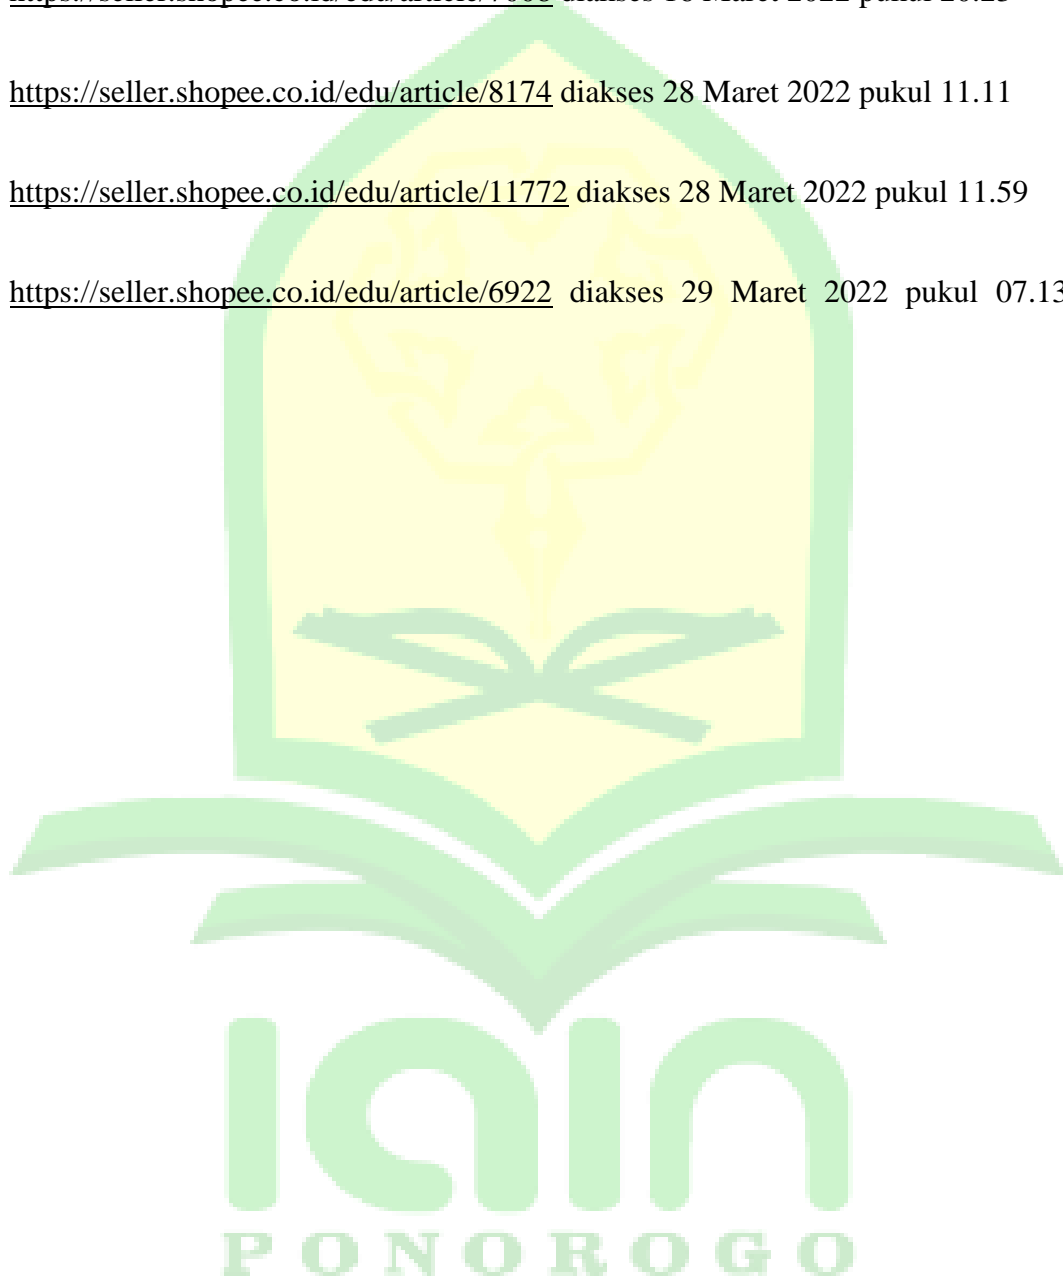 https://seller.shopee.co.id/edu/article/8174 diakses 28 Maret 2022 pukul 11.11
https://seller.shopee.co.id/edu/article/11772 diakses 28 Maret 2022 pukul 11.59
https://seller.shopee.co.id/edu/article/6922 diakses 29 Maret 2022 pukul 07.13
iain
PONOROGO